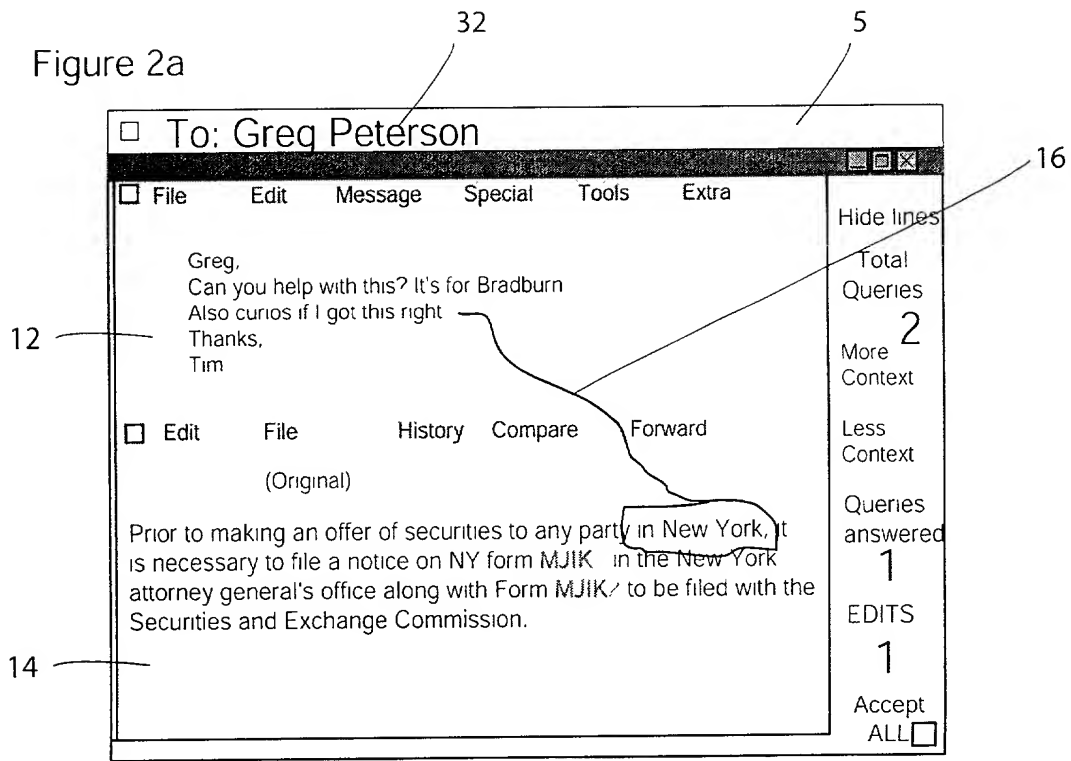 32
5
Figure 2a
To: Greg Peterson
16
File Edit Message Special Tools Extra
Hide lines
Total
Queries
2
Greg,
Can you help with this? It's for Bradburn
Also curios if I got this right
Thanks,
Tim
12
More
Context
Edit File History Compare Forward
Less
Context
(Original)
Queries
answered
1
Prior to making an offer of securities to any party in New York, it
is necessary to file a notice on NY form MJIK in the New York
attorney general's office along with Form MJIK/ to be filed with the
Securities and Exchange Commission.
EDITS
1
14
Accept
ALL